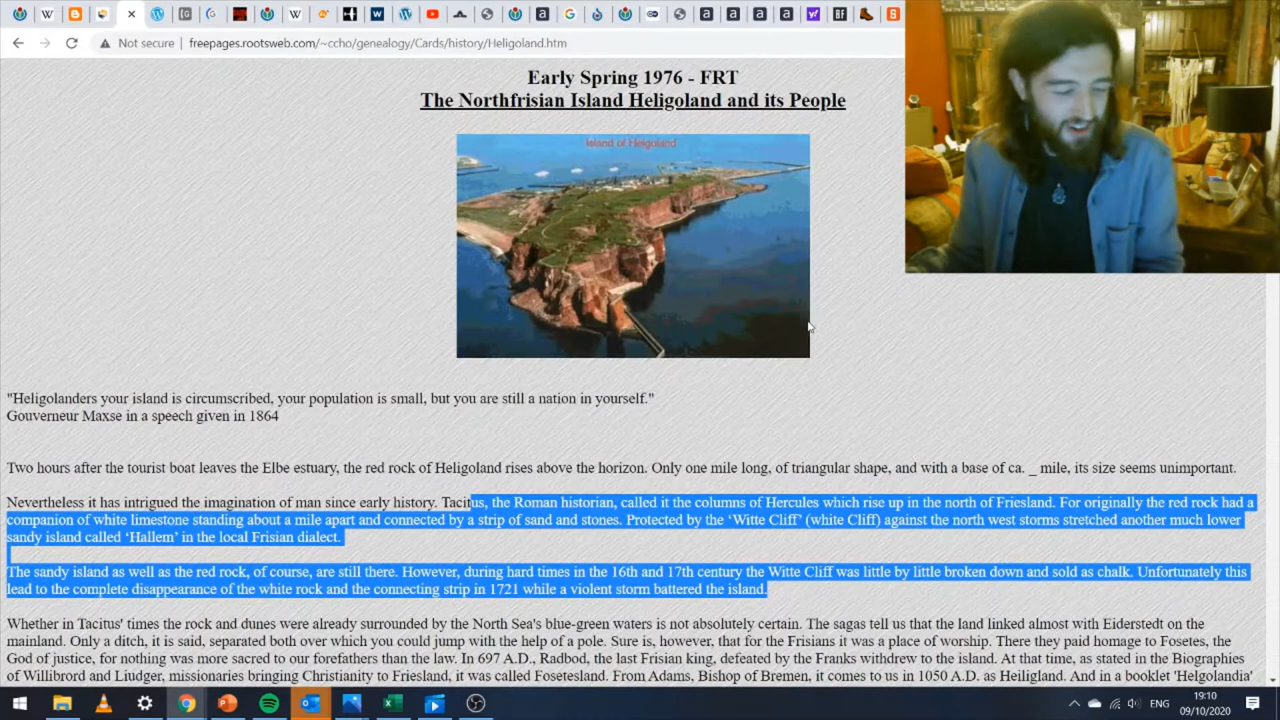 Not secure
freepages.rootsweb.com/~ccho/genealogy/Cards/history/Heligoland.htm
Early Spring 1976 - FRT
The Northfrisian Island Heligoland and its People
Island of Helgoland
"Heligolanders your island is circumscribed, your population is small, but you are still a nation in yourself."
Gouverneur Maxse in a speech given in 1864
Two hours after the tourist boat leaves the Elbe estuary, the red rock of Heligoland rises above the horizon. Only one mile long, of triangular shape, and with a base of ca. _ mile, its size seems unimportant.
Nevertheless it has intrigued the imagination of man since early history. Tacitus, the Roman historian, called it the columns of Hercules which rise up in the north of Friesland. For originally the red rock had a
companion of white limestone standing about a mile apart and connected by a strip of sand and stones. Protected by the ‘Witte Cliff’ (white Cliff) against the north west storms stretched another much lower
sandy island called ‘Hallem’ in the local Frisian dialect.
The sandy island as well as the red rock, of course, are still there. However, during hard times in the 16th and 17th century the Witte Cliff was little by little broken down and sold as chalk. Unfortunately this
lead to the complete disappearance of the white rock and the connecting strip in 1721 while a violent storm battered the island.
Whether in Tacitus' times the rock and dunes were already surrounded by the North Sea's blue-green waters is not absolutely certain. The sagas tell us that the land linked almost with Eiderstedt on the
mainland. Only a ditch, it is said, separated both over which you could jump with the help of a pole. Sure is, however, that for the Frisians it was a place of worship. There they paid homage to Fosetes, the
God of justice, for nothing was more sacred to our forefathers than the law. In 697 A.D., Radbod, the last Frisian king, defeated by the Franks withdrew to the island. At that time, as stated in the Biographies
of Willibrord and Liudger, missionaries bringing Christianity to Friesland, it was called Fosetesland. From Adams, Bishop of Bremen, it comes to us in 1050 A.D. as Heiligland. And in a booklet 'Helgolandia'
ENG
19:10
09/10/2020